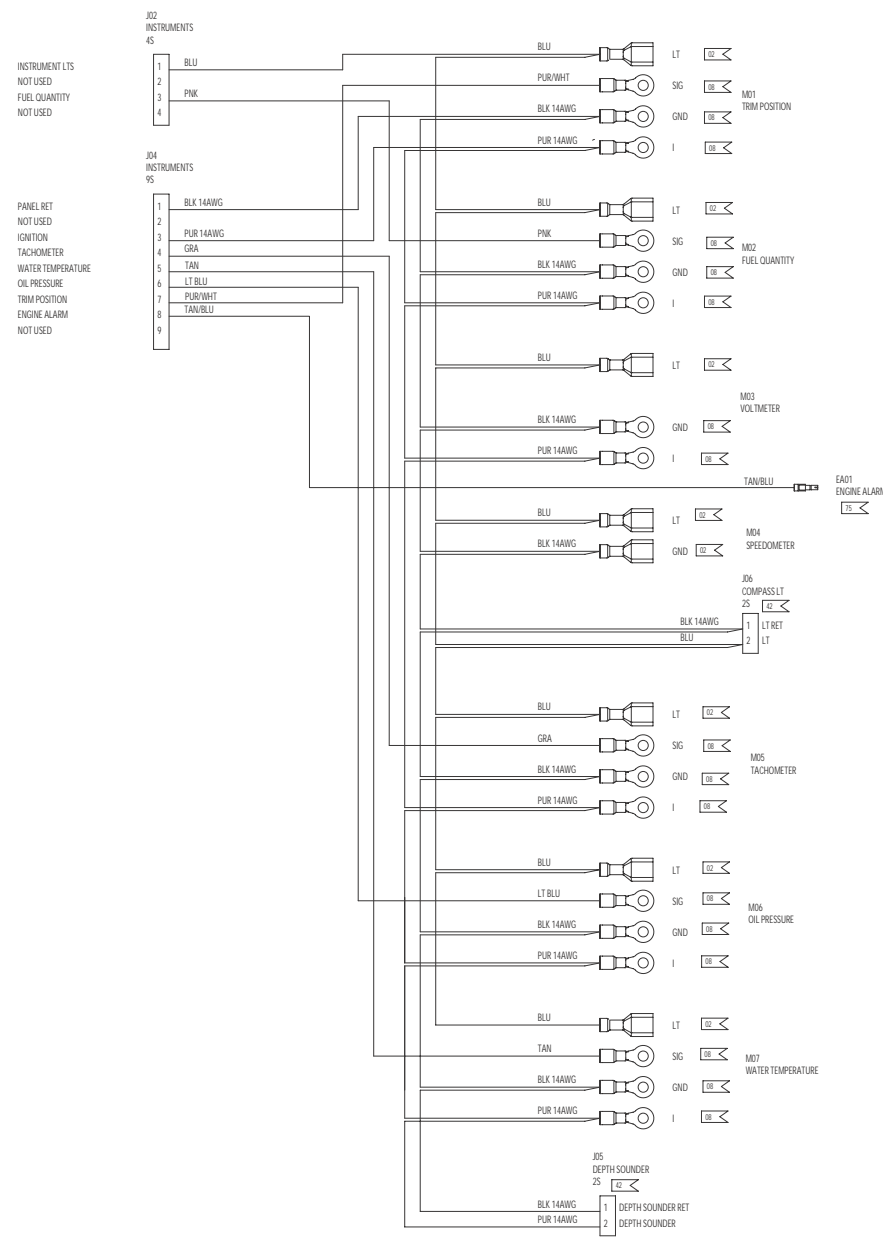 J02
INSTRUMENTS
4S
INSTRUMENT LTS 1 BLU
NOT USED 2
FUEL QUANTITY 3 PNK
NOT USED 4
J04
INSTRUMENTS
9S
PANEL RET 1 BLK 14AWG
NOT USED 2
IGNITION 3 PUR 14AWG
TACHOMETER 4 GRA
WATER TEMPERATURE 5 TAN
OIL PRESSURE 6 LT BLU
TRIM POSITION 7 PUR/WHT
ENGINE ALARM 8 TAN/BLU
NOT USED 9
BLU LT 02
PUR/WHT SIG 08
M01
TRIM POSITION
BLK 14AWG GND 08
PUR 14AWG I 08
BLU LT 02
PNK SIG 08
M02
FUEL QUANTITY
BLK 14AWG GND 08
PUR 14AWG I 08
BLU LT 02
M03
VOLTMETER
BLK 14AWG GND 08
PUR 14AWG I 08
TAN/BLU
EA01
ENGINE ALAR
75
BLU LT 02
M04
SPEEDOMETER
BLK 14AWG GND 02
J06
COMPASS LT
2S 42
BLK 14AWG 1 LT RET
BLU 2 LT
BLU LT 02
GRA SIG 08
M05
TACHOMETER
BLK 14AWG GND 08
PUR 14AWG I 08
BLU LT 02
LT BLU SIG 08
M06
OIL PRESSURE
BLK 14AWG GND 08
PUR 14AWG I 08
BLU LT 02
TAN SIG 08
M07
WATER TEMPERATURE
BLK 14AWG GND 08
PUR 14AWG I 08
J05
DEPTH SOUNDER
2S 42
BLK 14AWG 1 DEPTH SOUNDER RET
PUR 14AWG 2 DEPTH SOUNDER